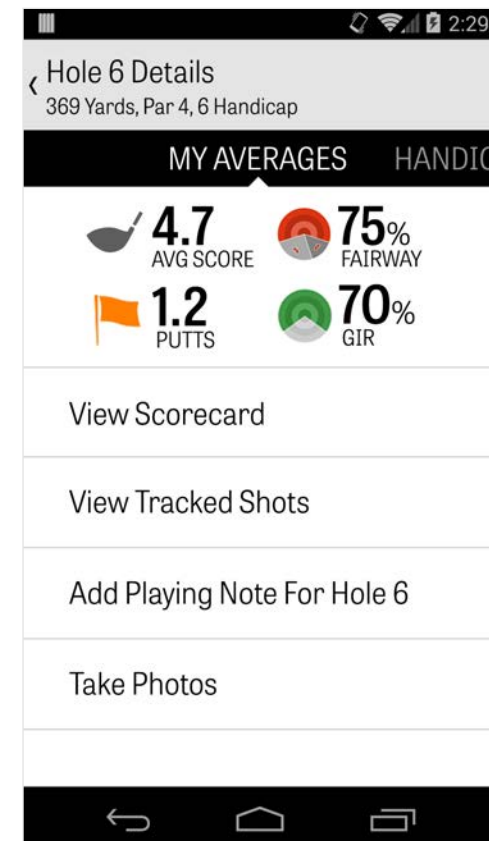 2:29
Hole 6 Details
369 Yards, Par 4, 6 Handicap
MY AVERAGES HANDIC
4.7 75%
AVG SCORE FAIRWAY
1.2 70%
PUTTS GIR
View Scorecard
View Tracked Shots
Add Playing Note For Hole 6
Take Photos